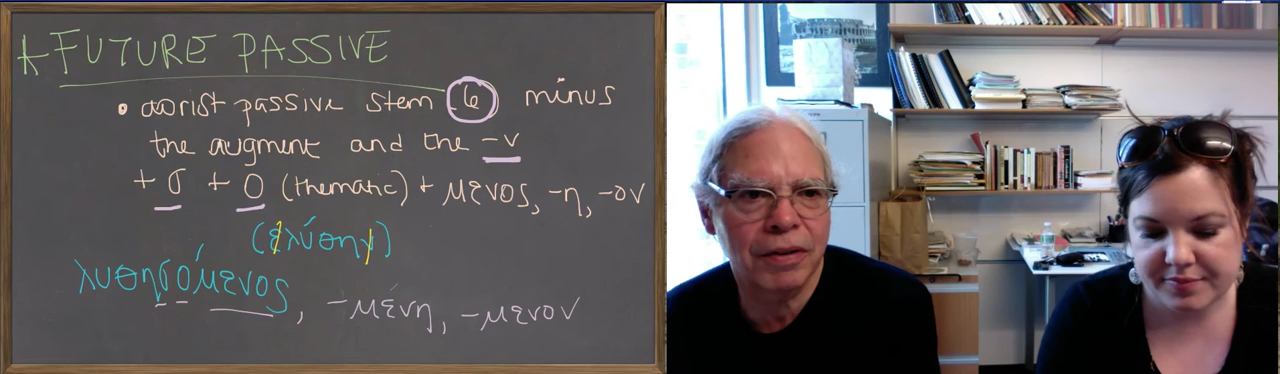 FUTURE PASSIVE
• aorist passive stem 6 minus
the augment and the -ν
+ σ + ο (thematic) + μενος, -η, -ον
(ἐλύθην)
λυθησόμενος, -μένη, -μενον